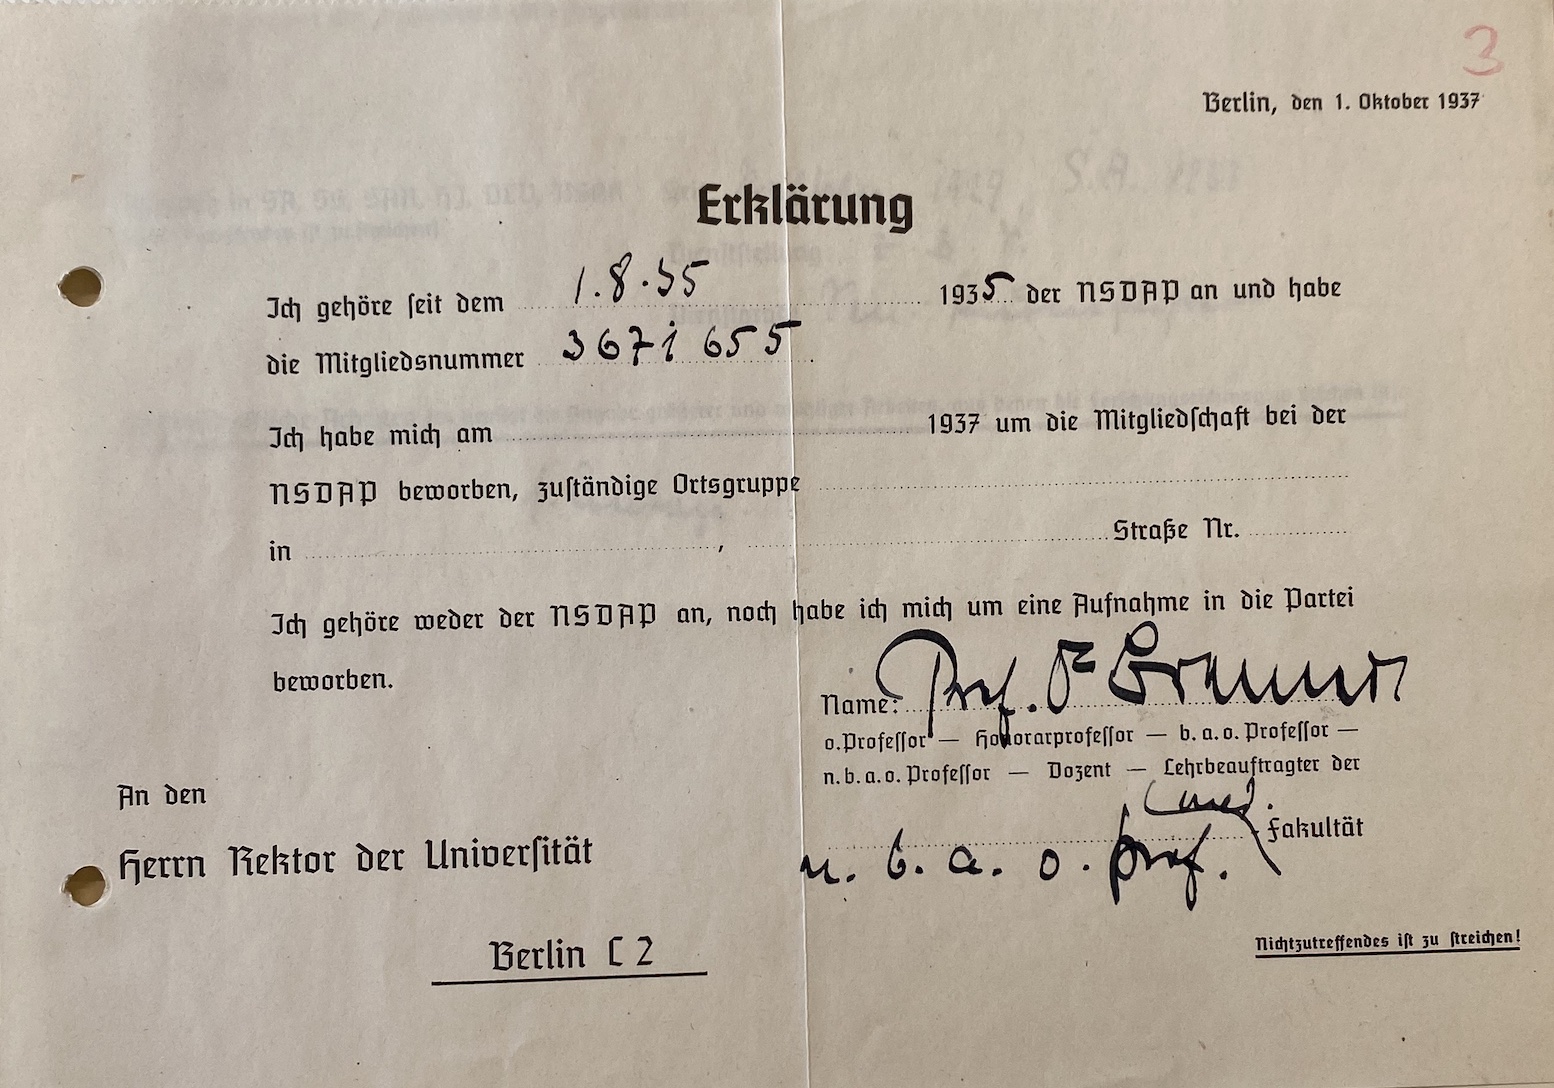 3
Berlin, den 1. Oktober 1937
Erklärung
Ich gehöre seit dem 1.8.35 1935 der NSDAP an und habe
die Mitgliedsnummer 3671 655.
Ich habe mich am 1937 um die Mitgliedschaft bei der
NSDAP beworben, zuständige Ortsgruppe
in , Straße Nr.
Ich gehöre weder der NSDAP an, noch habe ich mich um eine Aufnahme in die Partei
beworben.
Name: Prof.
o. Professor — Honorarprofessor — b. a. o. Professor —
n. b. a. o. Professor — Dozent — Lehrbeauftragter der
med. Fakultät
n. b. a. o. Prof.
An den
Herrn Rektor der Universität
Berlin C 2
Nichtzutreffendes ist zu streichen!